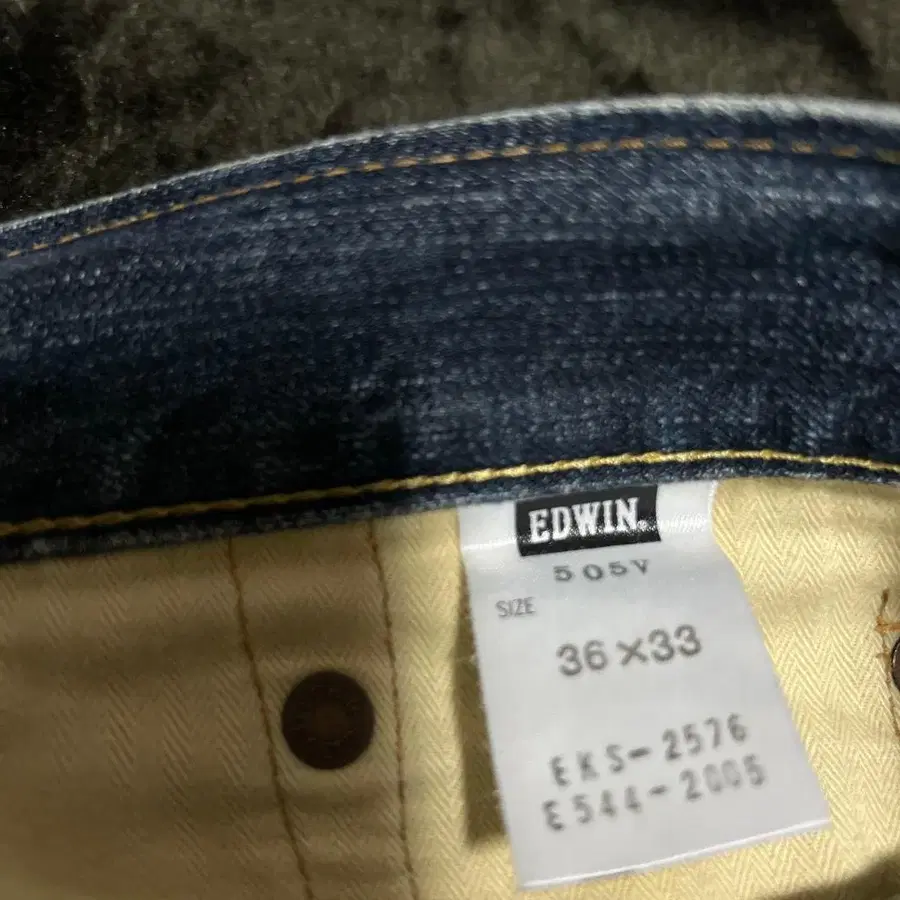 EDWIN.
505V
SIZE
36×33
EKS-2576
E544-2005